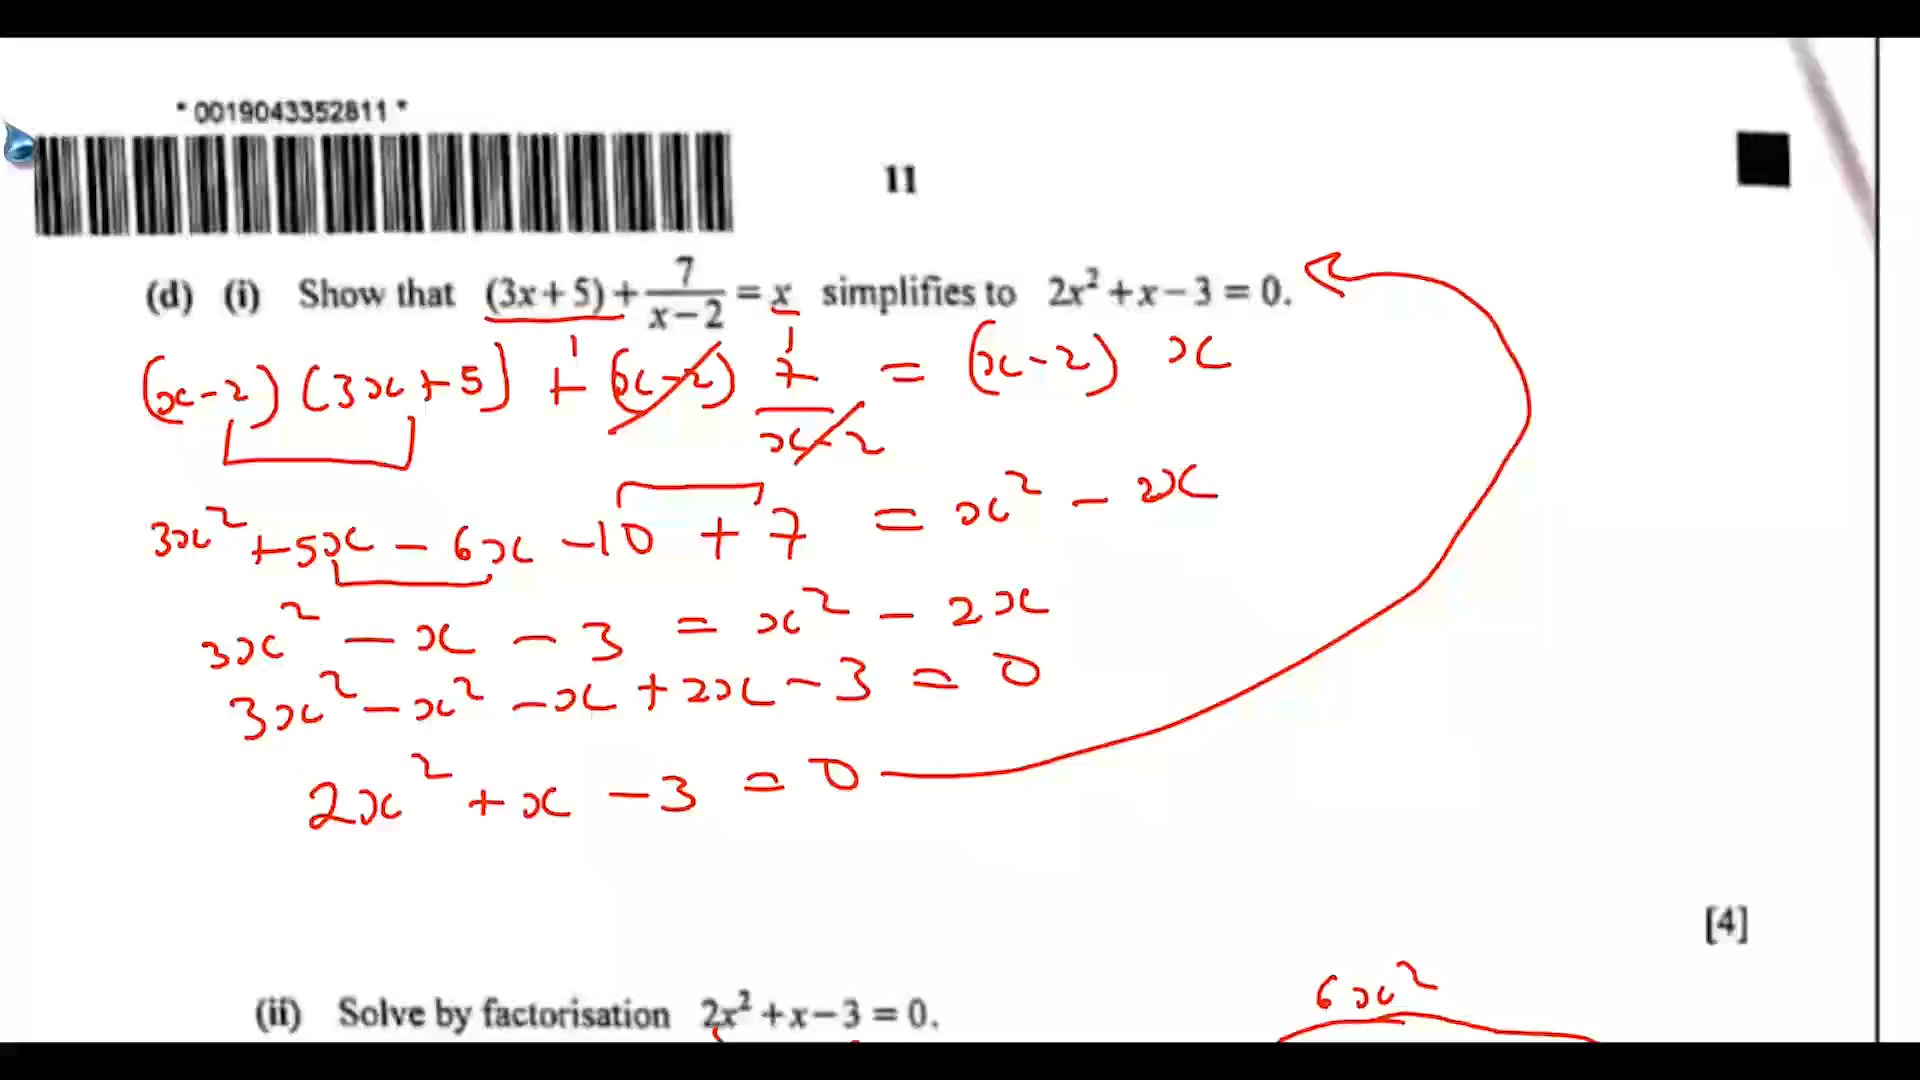 *0019043352811*
11
(d) (i) Show that (3x+5)+7/(x−2)=x simplifies to 2x²+x−3=0.
(x-2)(3x+5) + (x-2) 7/(x-2) = (x-2) x
3x² +5x - 6x -10 + 7 = x² - 2x
3x² - x - 3 = x² - 2x
3x² - x² - x + 2x - 3 = 0
2x² + x - 3 = 0
[4]
6x²
(ii) Solve by factorisation 2x²+x−3=0.